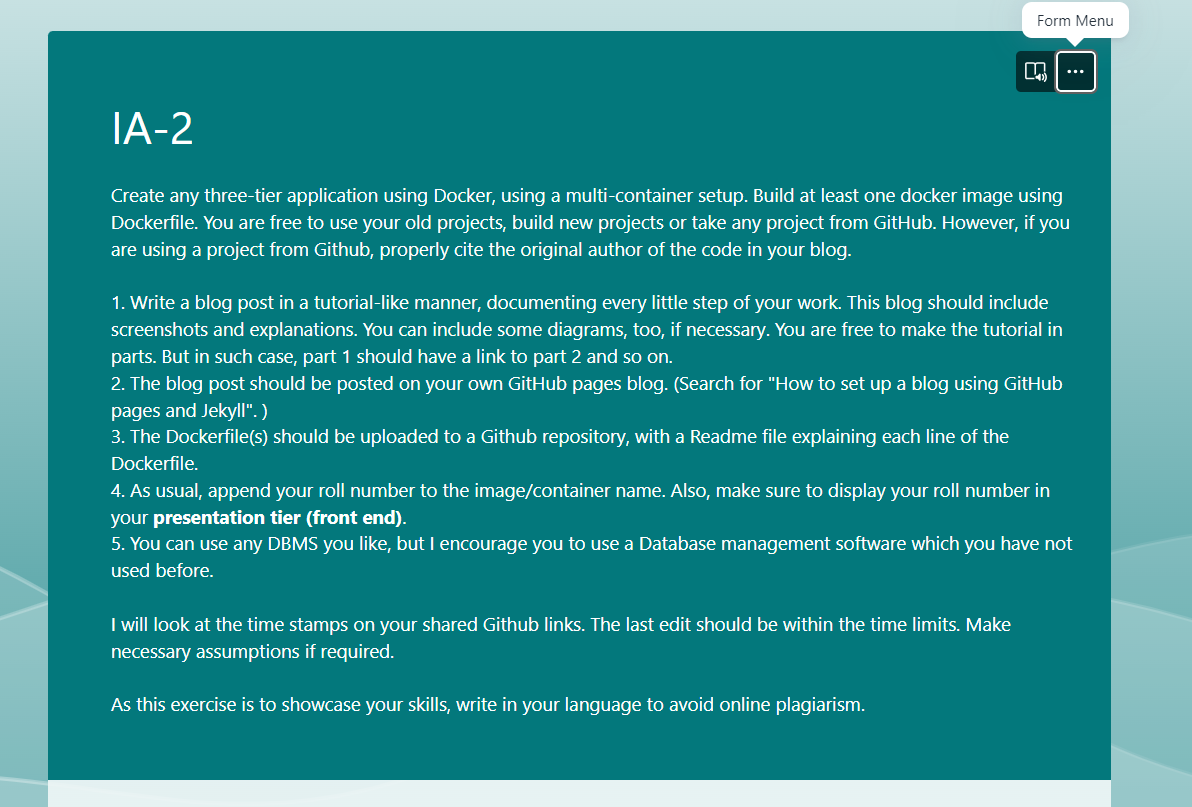 Form Menu
IA-2
Create any three-tier application using Docker, using a multi-container setup. Build at least one docker image using
Dockerfile. You are free to use your old projects, build new projects or take any project from GitHub. However, if you
are using a project from Github, properly cite the original author of the code in your blog.
1. Write a blog post in a tutorial-like manner, documenting every little step of your work. This blog should include
screenshots and explanations. You can include some diagrams, too, if necessary. You are free to make the tutorial in
parts. But in such case, part 1 should have a link to part 2 and so on.
2. The blog post should be posted on your own GitHub pages blog. (Search for "How to set up a blog using GitHub
pages and Jekyll". )
3. The Dockerfile(s) should be uploaded to a Github repository, with a Readme file explaining each line of the
Dockerfile.
4. As usual, append your roll number to the image/container name. Also, make sure to display your roll number in
your presentation tier (front end).
5. You can use any DBMS you like, but I encourage you to use a Database management software which you have not
used before.
I will look at the time stamps on your shared Github links. The last edit should be within the time limits. Make
necessary assumptions if required.
As this exercise is to showcase your skills, write in your language to avoid online plagiarism.